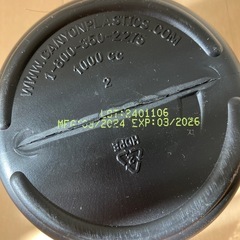 WWW.CANYONPLASTICS.COM
1-800-350-2275
1000 cc
2
LOT:2401106
MFG:03/2024 EXP:03/2026
HDPE
2